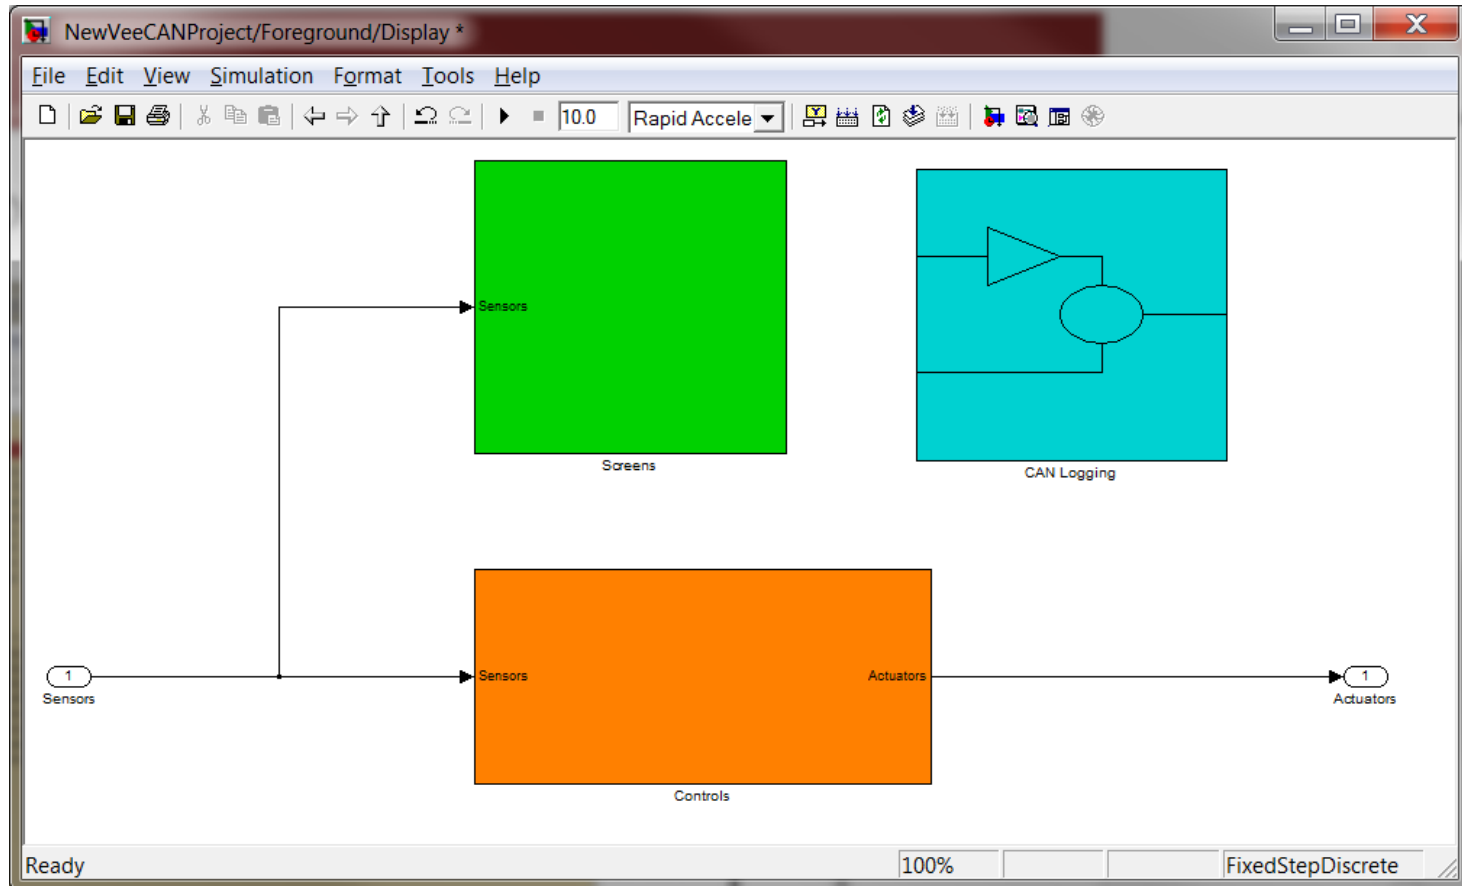 NewVeeCANProject/Foreground/Display *
File Edit View Simulation Format Tools Help
10.0 Rapid Accele
Sensors
Screens
CAN Logging
1
Sensors
Sensors
Actuators
1
Actuators
Controls
Ready 100% FixedStepDiscrete